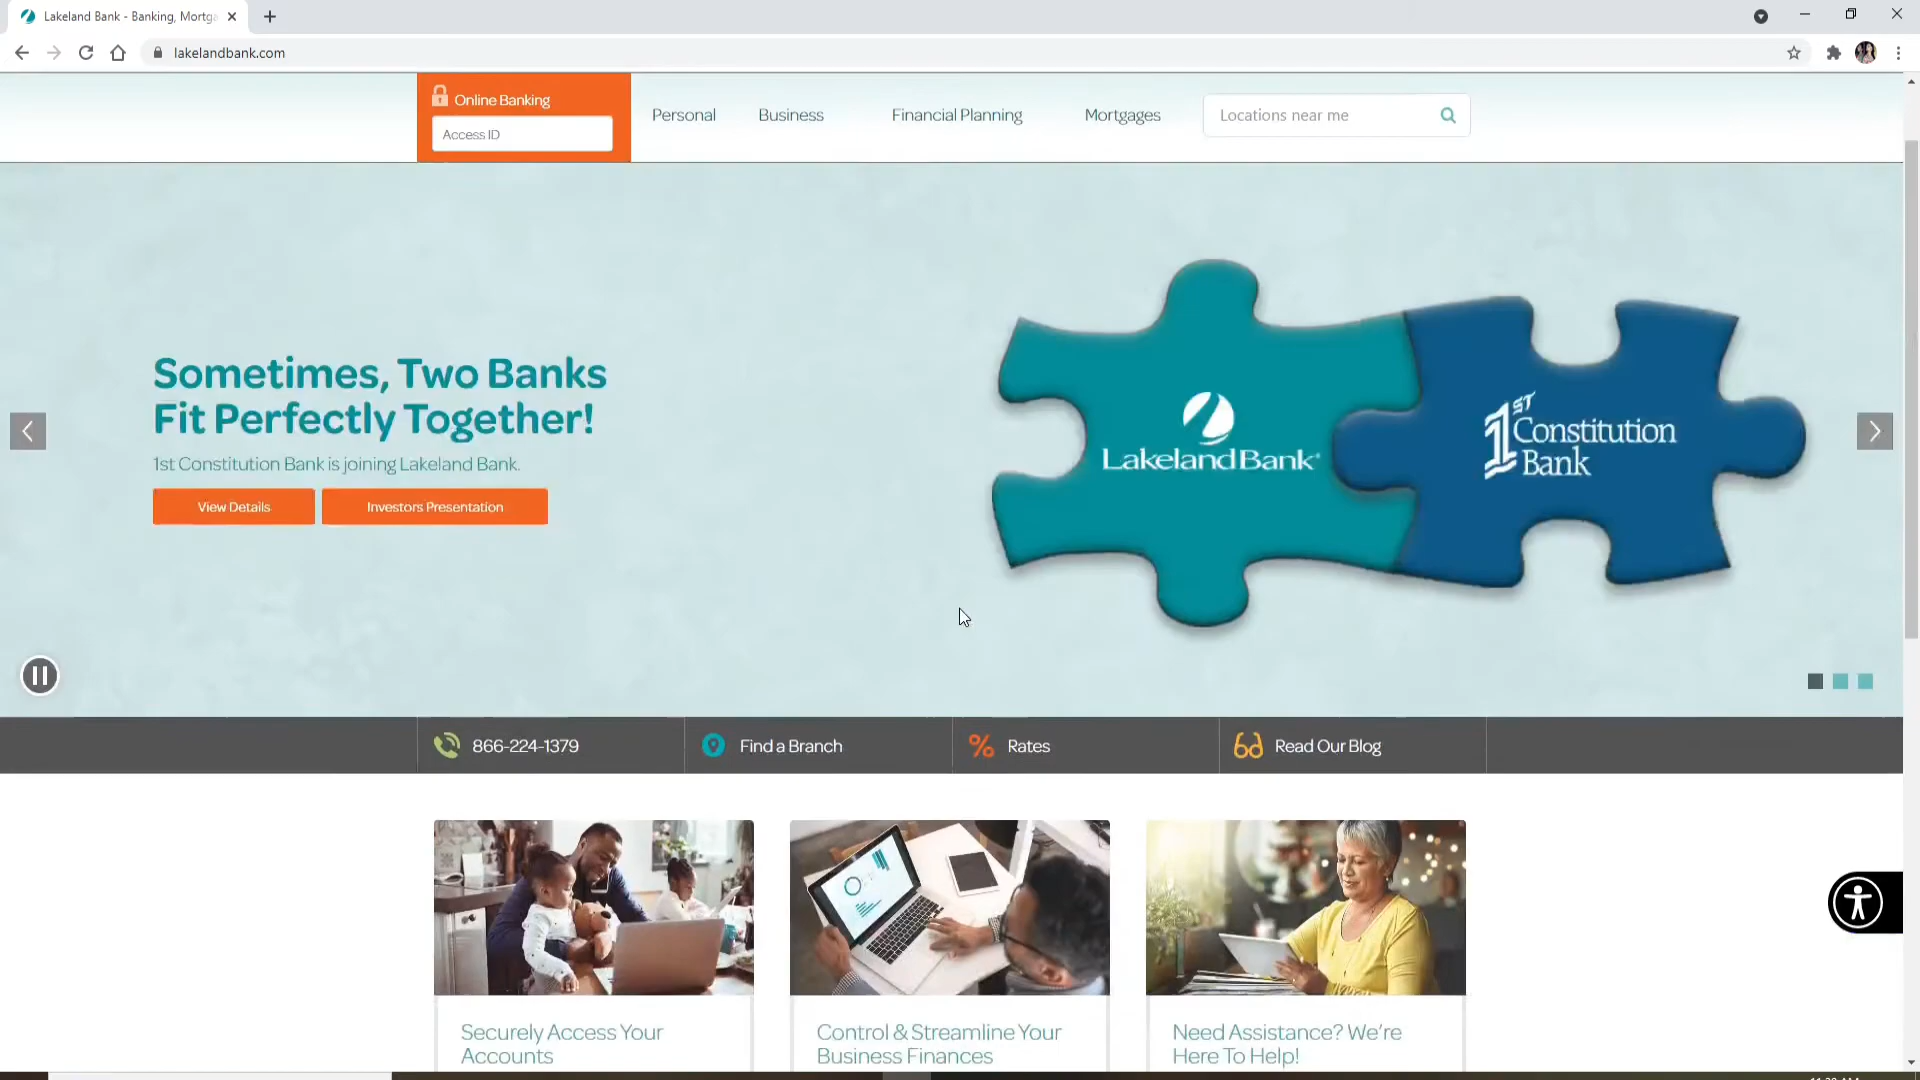 Lakeland Bank - Banking, Mortga
lakelandbank.com
Online Banking
Access ID
Personal
Business
Financial Planning
Mortgages
Locations near me
Sometimes, Two Banks
Fit Perfectly Together!
1st Constitution Bank is joining Lakeland Bank.
View Details
Investors Presentation
Lakeland Bank
1ST Constitution
Bank
866-224-1379
Find a Branch
Rates
Read Our Blog
Securely Access Your
Accounts
Control & Streamline Your
Business Finances
Need Assistance? We're
Here To Help!